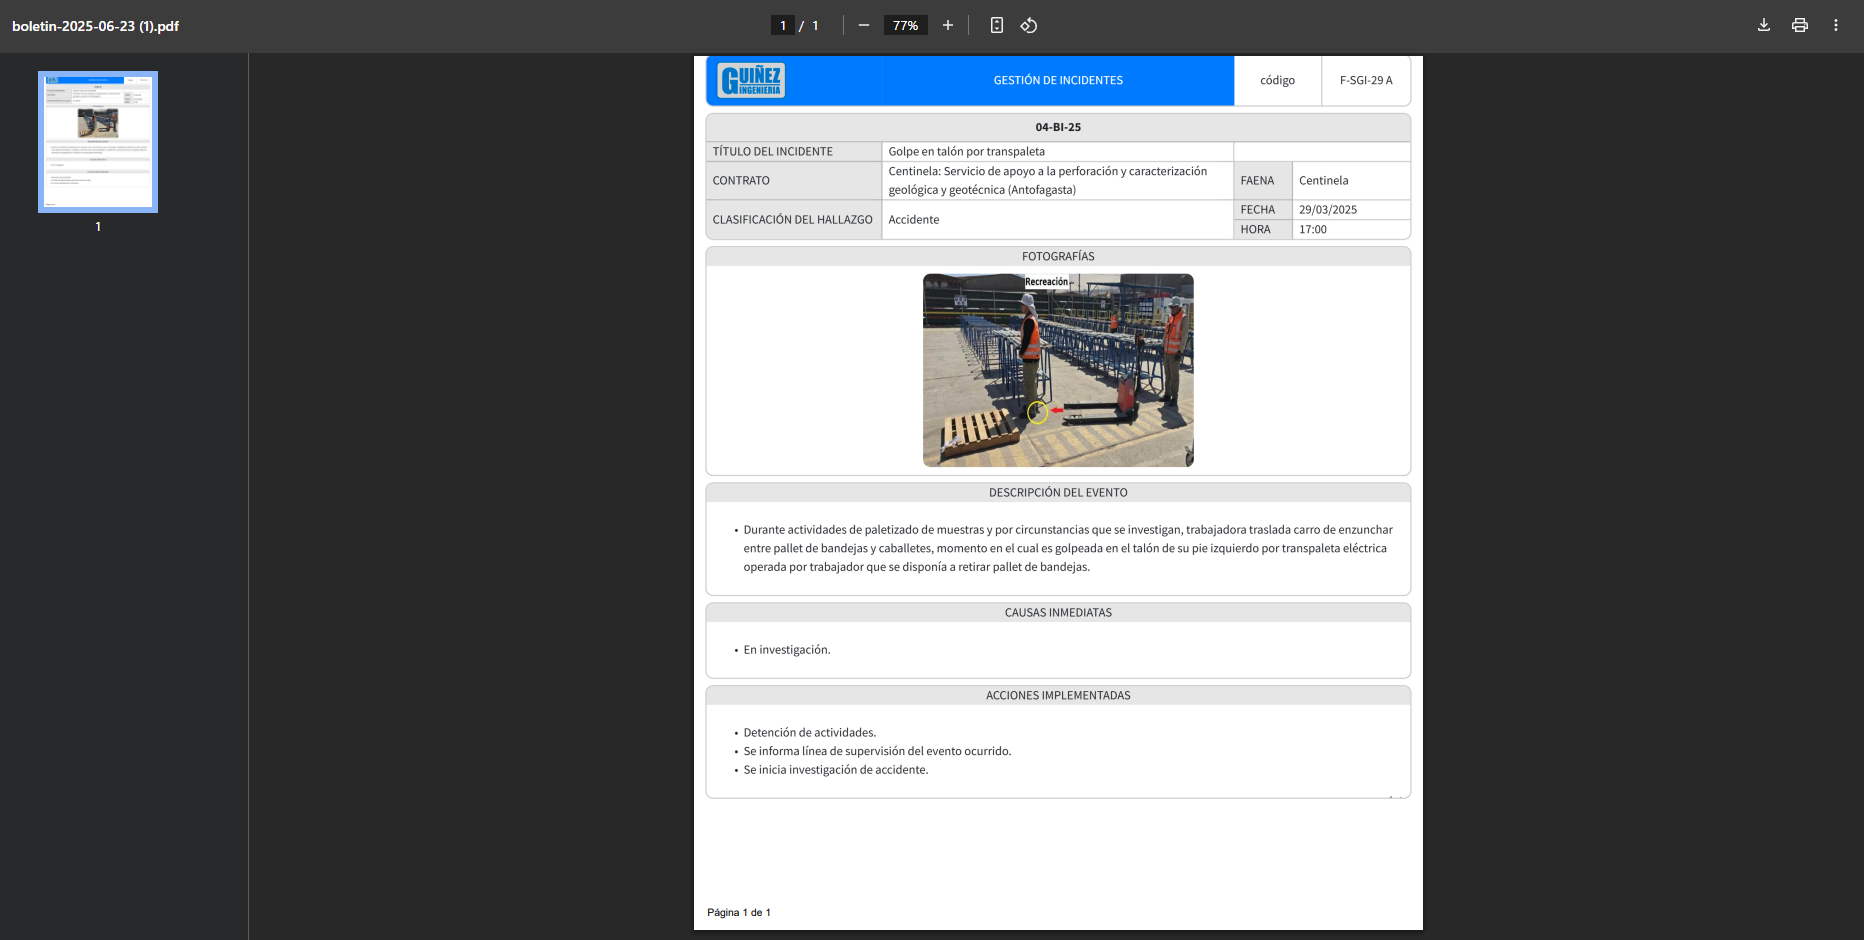 boletin-2025-06-23 (1).pdf
1 / 1
77%
1
GUIÑEZ
INGENIERIA
GESTIÓN DE INCIDENTES
código
F-SGI-29 A
04-BI-25
TÍTULO DEL INCIDENTE
Golpe en talón por transpaleta
CONTRATO
Centinela: Servicio de apoyo a la perforación y caracterización
geológica y geotécnica (Antofagasta)
FAENA
Centinela
CLASIFICACIÓN DEL HALLAZGO
Accidente
FECHA
29/03/2025
HORA
17:00
FOTOGRAFÍAS
Recreación
DESCRIPCIÓN DEL EVENTO
• Durante actividades de paletizado de muestras y por circunstancias que se investigan, trabajadora traslada carro de enzunchar
entre pallet de bandejas y caballetes, momento en el cual es golpeada en el talón de su pie izquierdo por transpaleta eléctrica
operada por trabajador que se disponía a retirar pallet de bandejas.
CAUSAS INMEDIATAS
• En investigación.
ACCIONES IMPLEMENTADAS
• Detención de actividades.
• Se informa línea de supervisión del evento ocurrido.
• Se inicia investigación de accidente.
Página 1 de 1